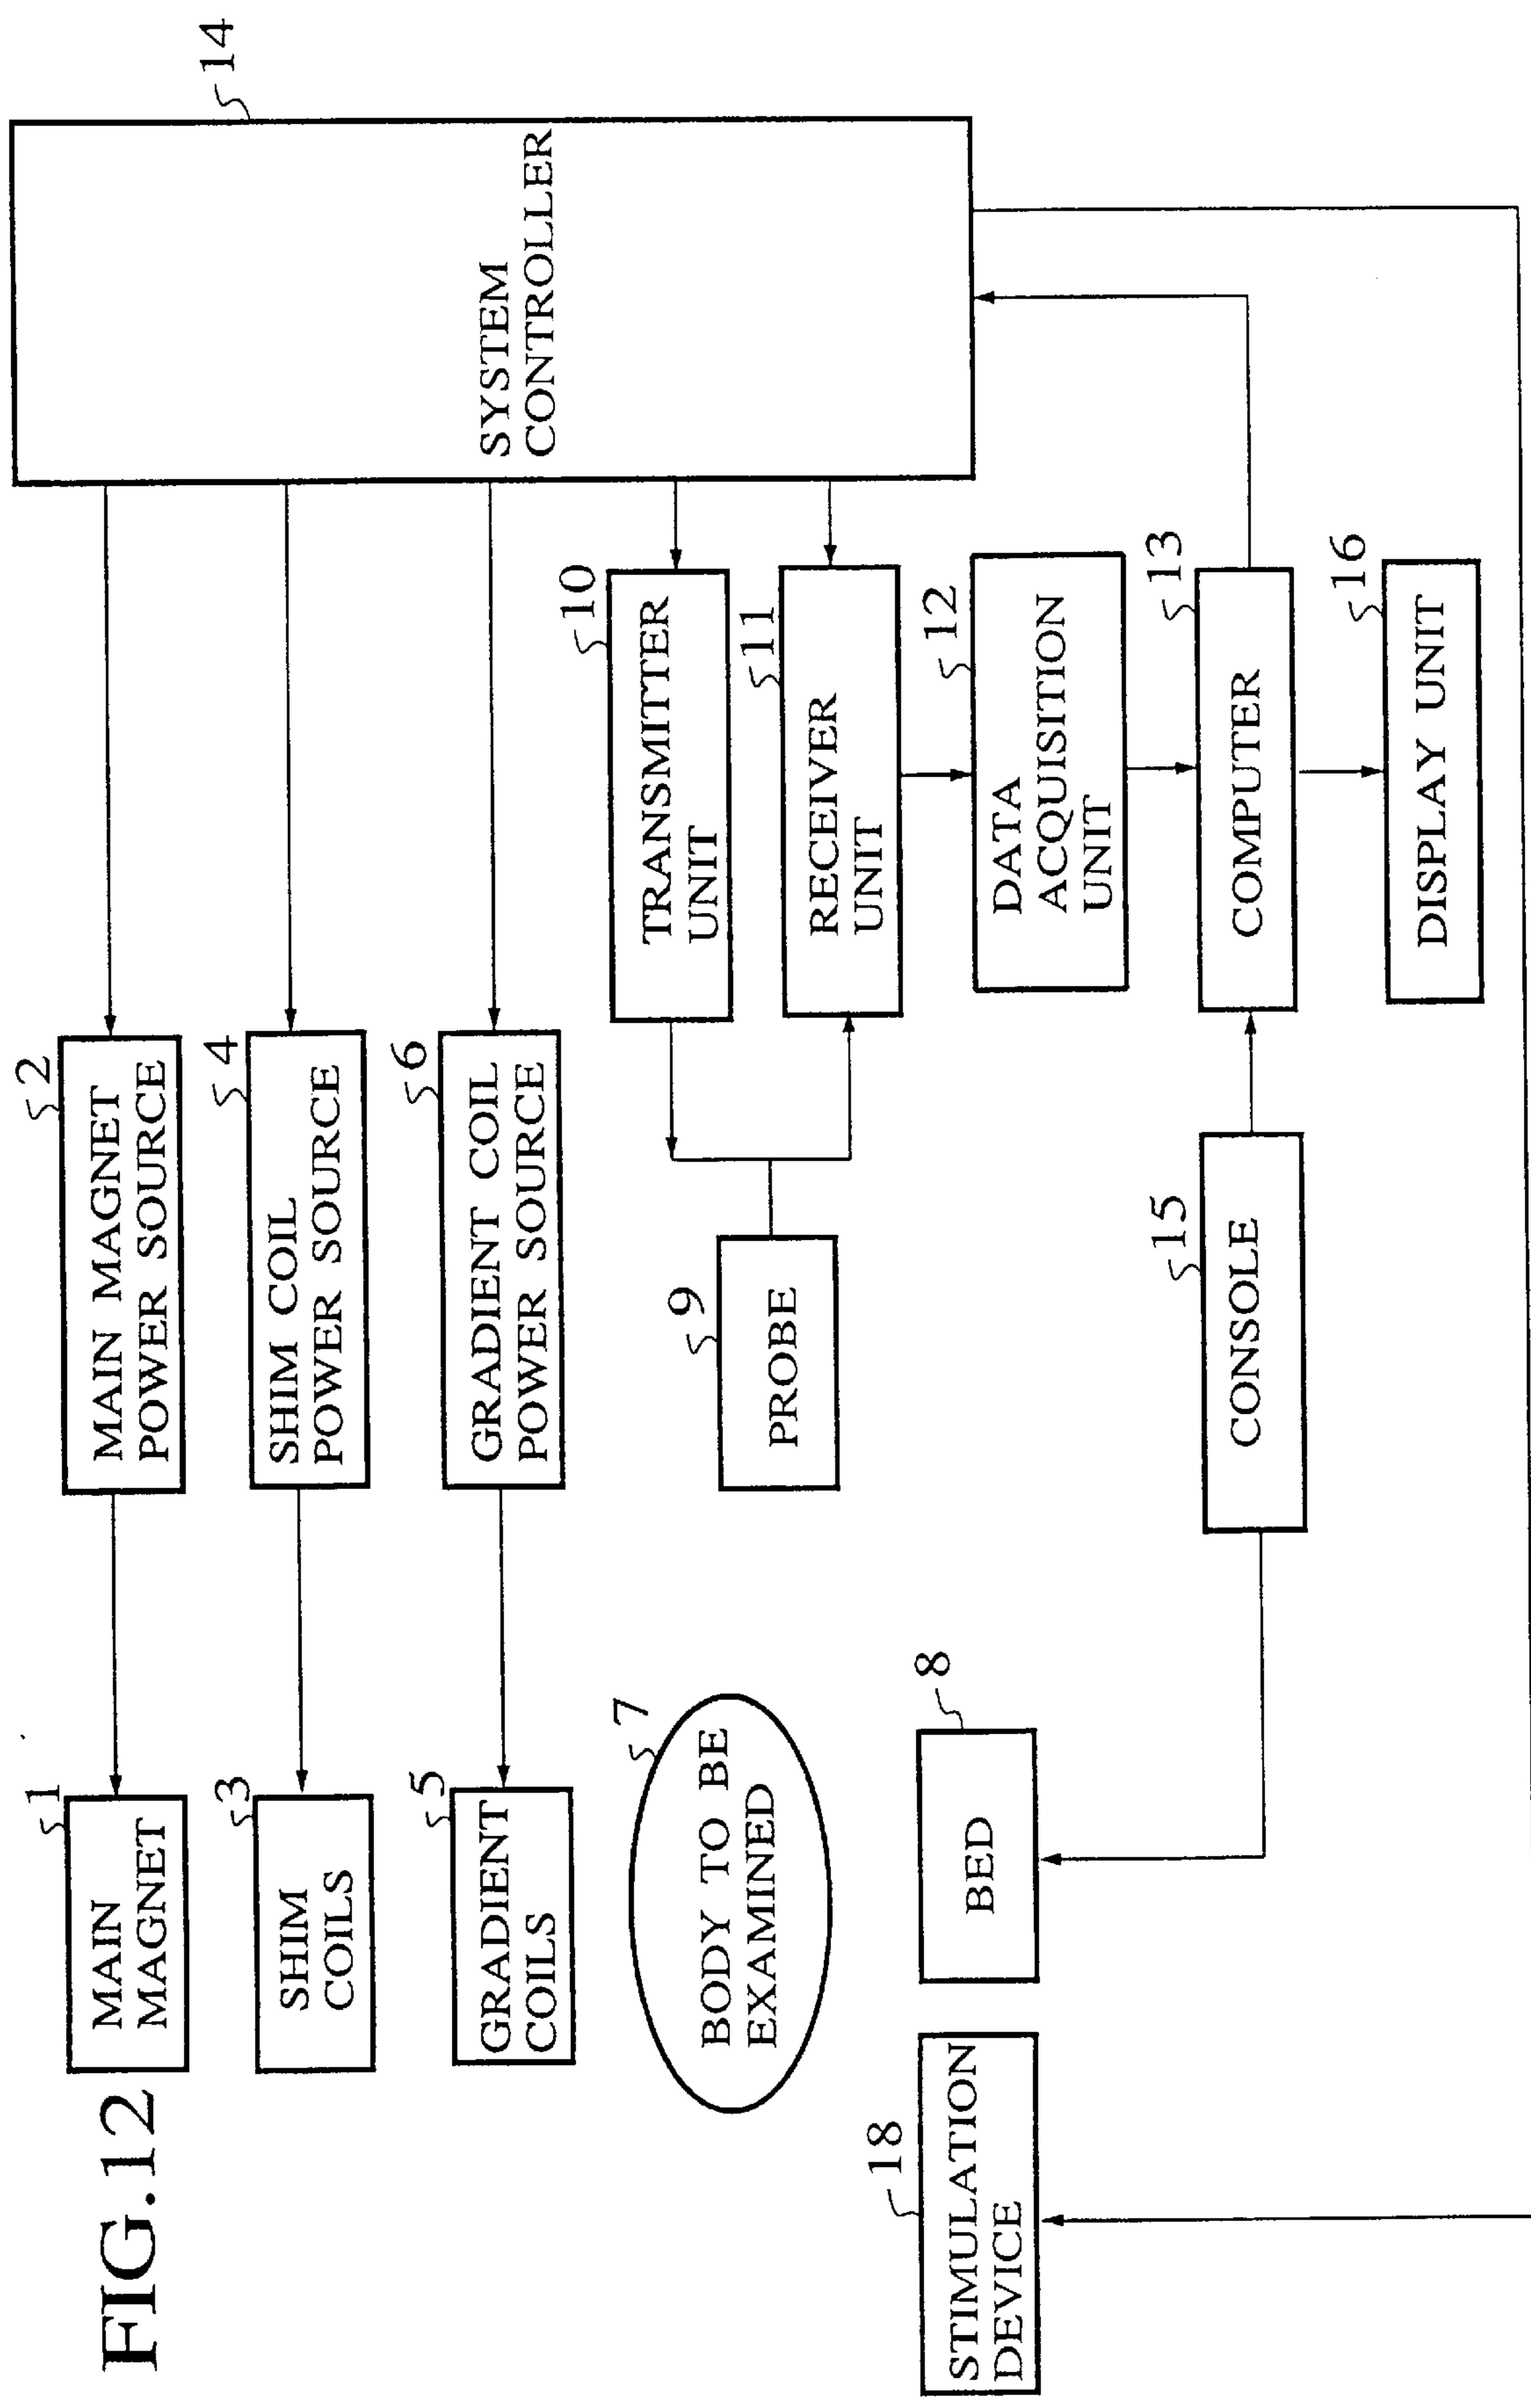 FIG.12
1
MAIN
MAGNET
2
MAIN MAGNET
POWER SOURCE
14
SYSTEM
CONTROLLER
3
SHIM
COILS
4
SHIM COIL
POWER SOURCE
5
GRADIENT
COILS
6
GRADIENT COIL
POWER SOURCE
7
BODY TO BE
EXAMINED
9
PROBE
10
TRANSMITTER
UNIT
11
RECEIVER
UNIT
18
STIMULATION
DEVICE
8
BED
12
DATA
ACQUISITION
UNIT
15
CONSOLE
13
COMPUTER
16
DISPLAY UNIT